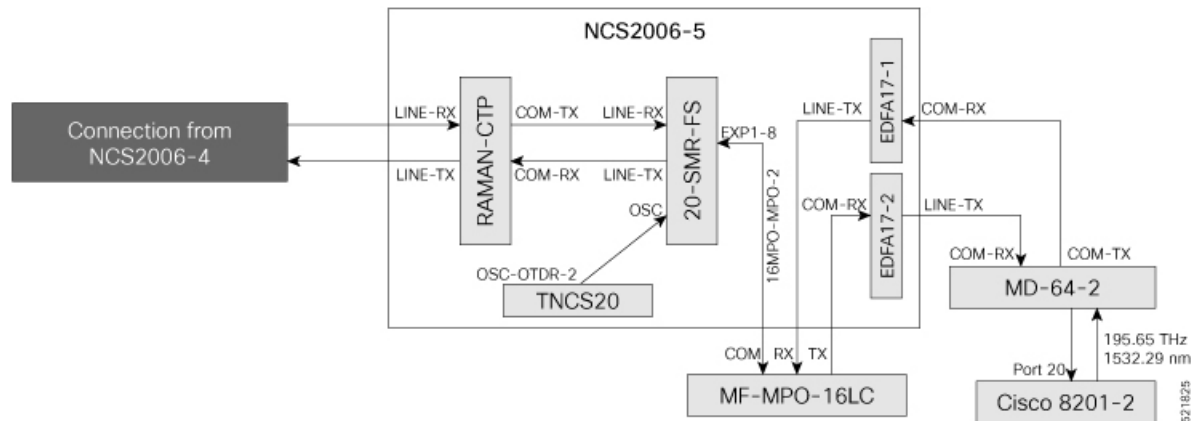 NCS2006-5
Connection from
NCS2006-4
LINE-RX
LINE-TX
RAMAN-CTP
COM-TX
COM-RX
LINE-RX
LINE-TX
20-SMR-FS
OSC
EXP1-8
16MPO-MPO-2
OSC-OTDR-2
TNCS20
LINE-TX
EDFA17-1
COM-RX
COM-RX
EDFA17-2
LINE-TX
COM-RX
COM-TX
MD-64-2
195.65 THz
1532.29 nm
Port 20
Cisco 8201-2
COM
RX
TX
MF-MPO-16LC
521825